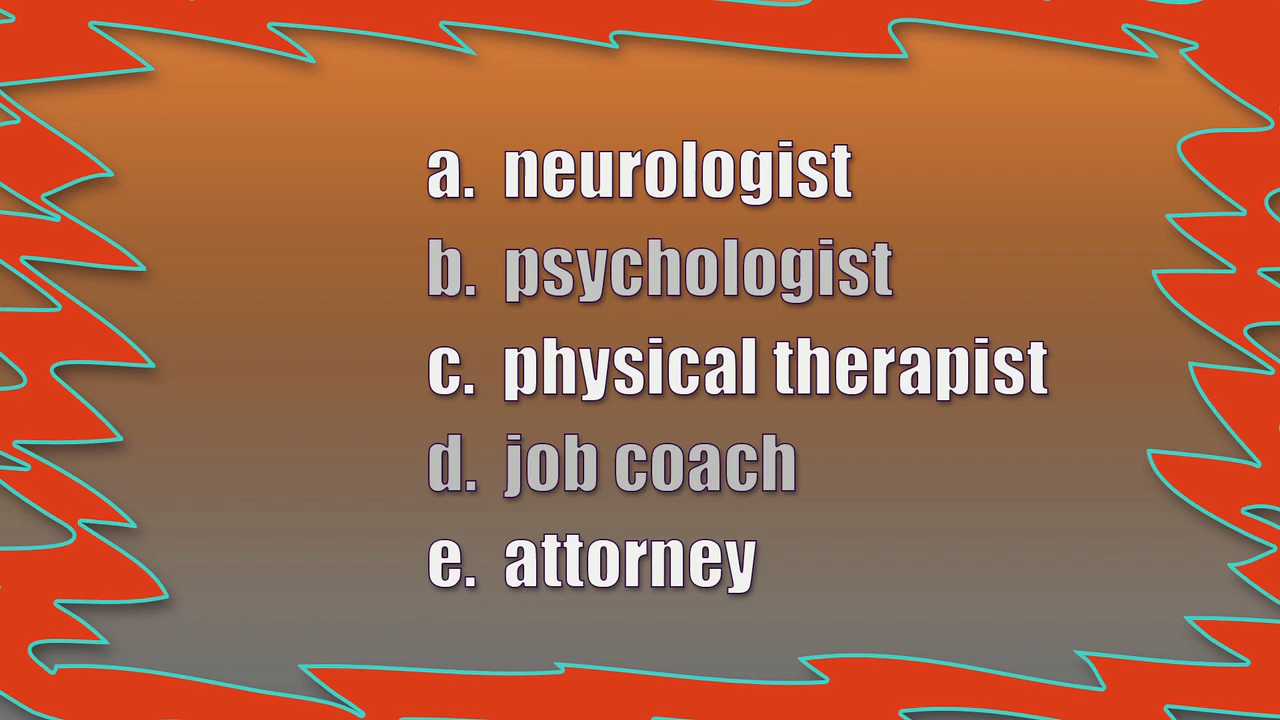 a. neurologist
b. psychologist
c. physical therapist
d. job coach
e. attorney